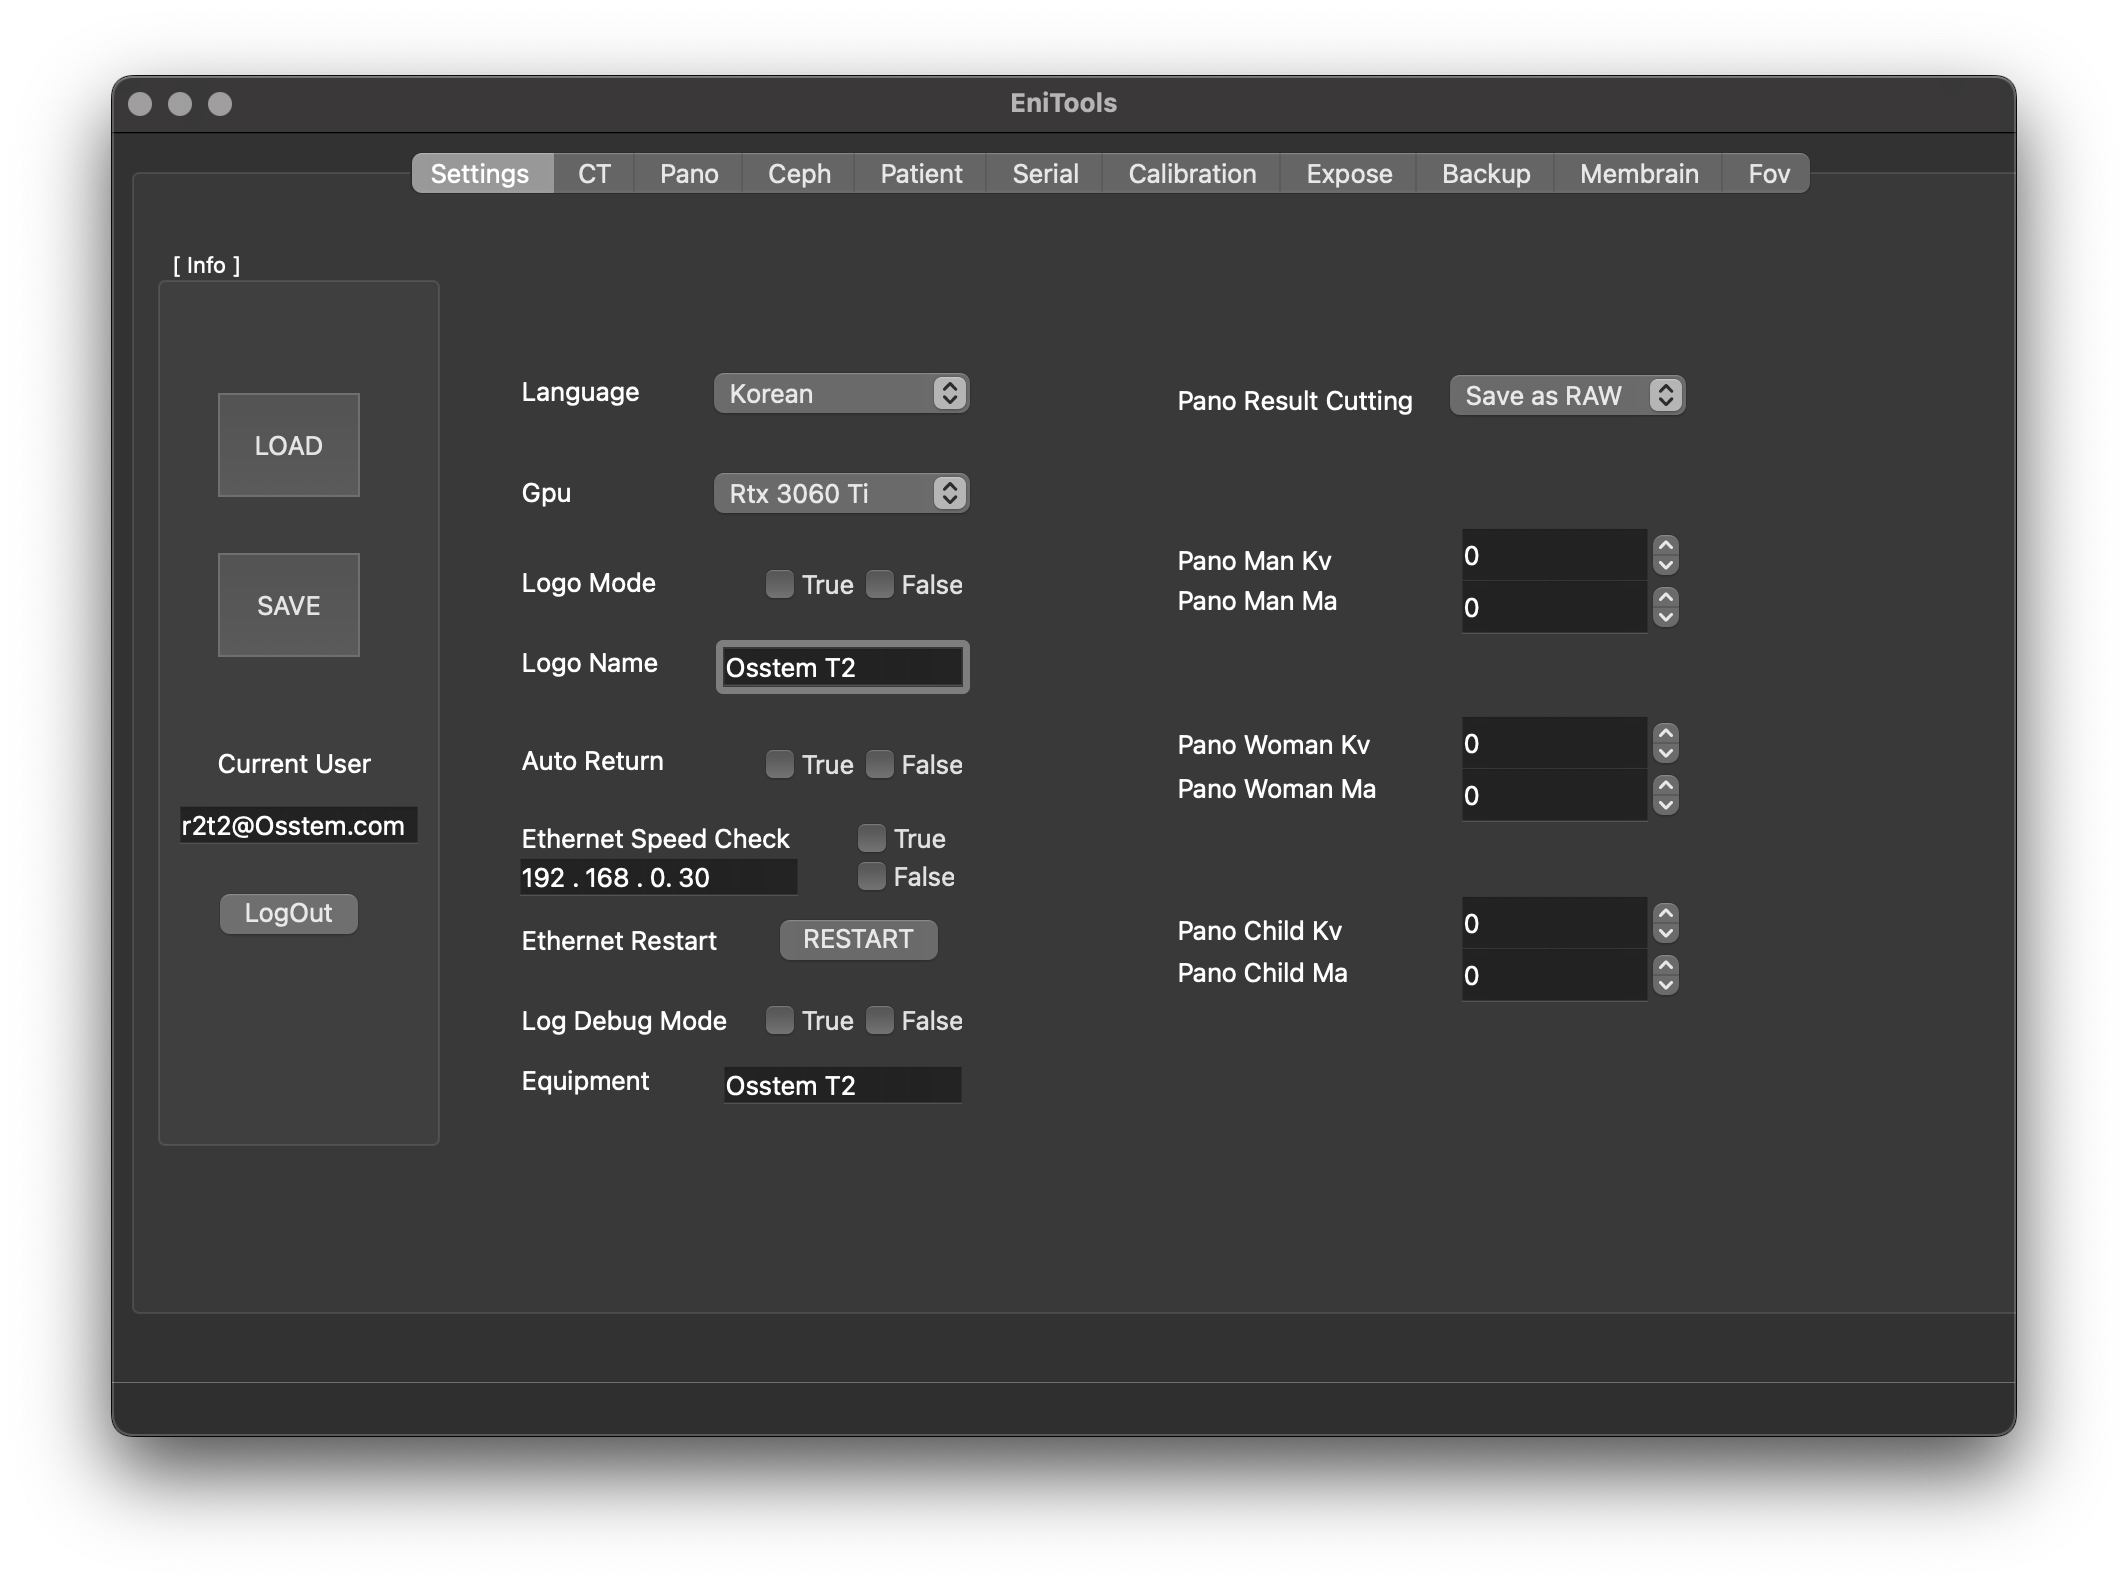 EniTools
Settings CT Pano Ceph Patient Serial Calibration Expose Backup Membrain Fov
[ Info ]
LOAD
SAVE
Current User
r2t2@Osstem.com
LogOut
Language Korean
Gpu Rtx 3060 Ti
Logo Mode True False
Logo Name Osstem T2
Auto Return True False
Ethernet Speed Check True
192 . 168 . 0. 30 False
Ethernet Restart RESTART
Log Debug Mode True False
Equipment Osstem T2
Pano Result Cutting Save as RAW
Pano Man Kv 0
Pano Man Ma 0
Pano Woman Kv 0
Pano Woman Ma 0
Pano Child Kv 0
Pano Child Ma 0